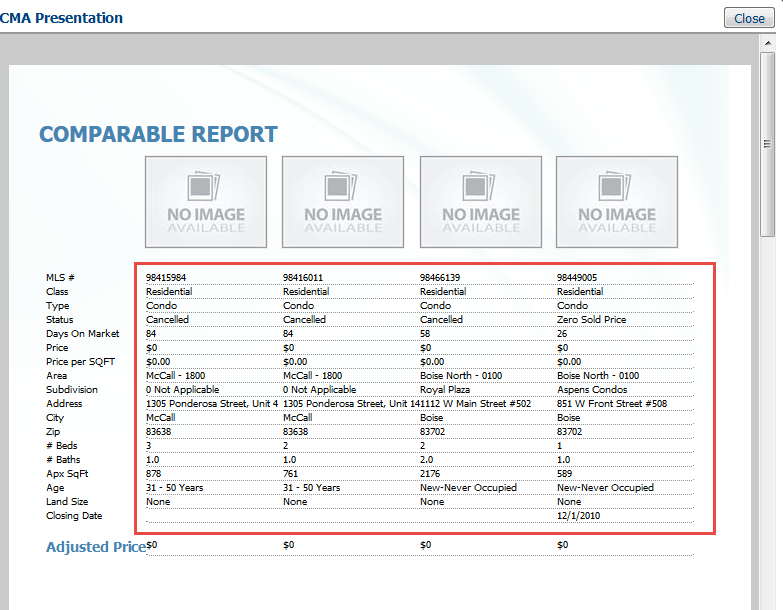 CMA Presentation Close
COMPARABLE REPORT
NO IMAGE AVAILABLE NO IMAGE AVAILABLE NO IMAGE AVAILABLE NO IMAGE AVAILABLE
MLS # 98415984 98416011 98466139 98449005
Class Residential Residential Residential Residential
Type Condo Condo Condo Condo
Status Cancelled Cancelled Cancelled Zero Sold Price
Days On Market 84 84 58 26
Price $0 $0 $0 $0
Price per SQFT $0.00 $0.00 $0.00 $0.00
Area McCall - 1800 McCall - 1800 Boise North - 0100 Boise North - 0100
Subdivision 0 Not Applicable 0 Not Applicable Royal Plaza Aspens Condos
Address 1305 Ponderosa Street, Unit 4 1305 Ponderosa Street, Unit 141112 W Main Street #502 851 W Front Street #508
City McCall McCall Boise Boise
Zip 83638 83638 83702 83702
# Beds 3 2 2 1
# Baths 1.0 1.0 2.0 1.0
Apx SqFt 878 761 2176 589
Age 31 - 50 Years 31 - 50 Years New-Never Occupied New-Never Occupied
Land Size None None None None
Closing Date 12/1/2010
Adjusted Price $0 $0 $0 $0